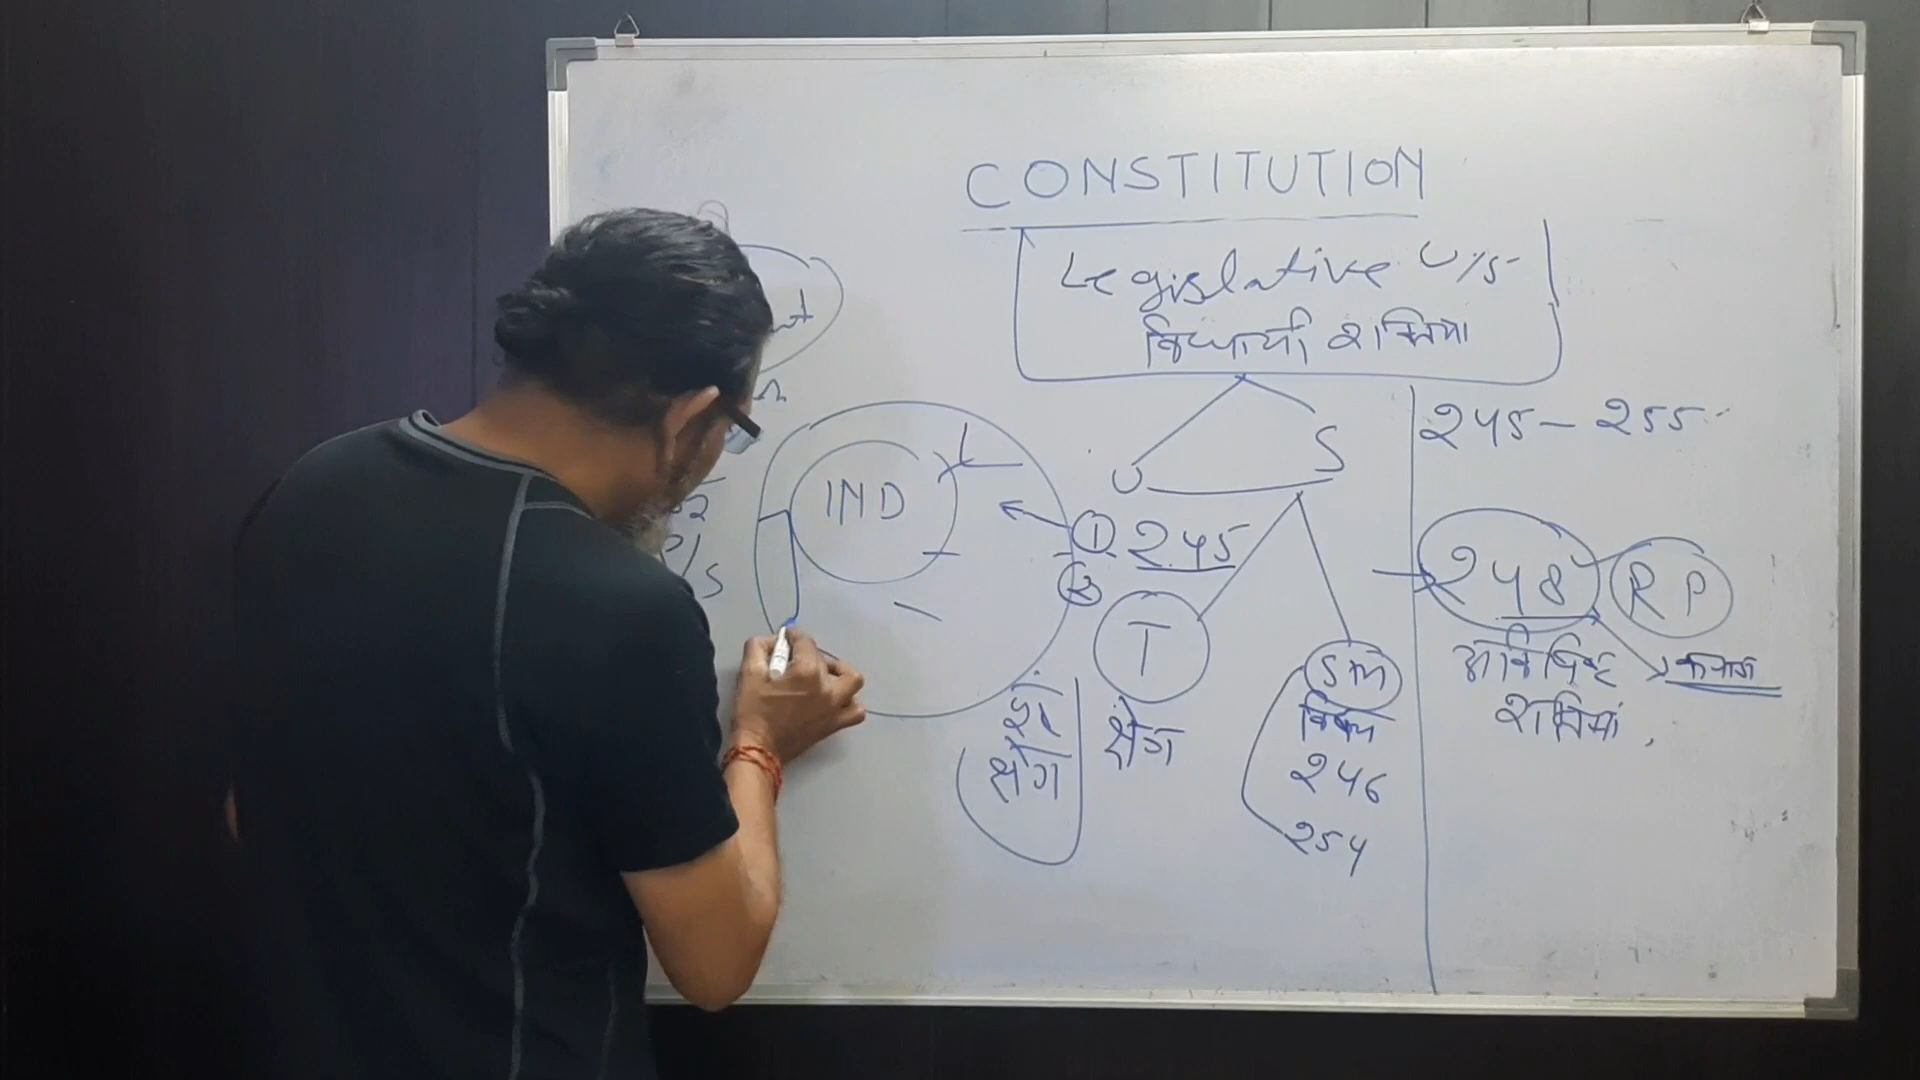 CONSTITUTION
Legislative U/S
विधायी शक्तियां
245-255
U
S
L
IND
① 245
②
T
क्षेत्र
SM
विषय
246
254
248
RP
अवशिष्ट
शक्तियां
क्षेत्र
/S